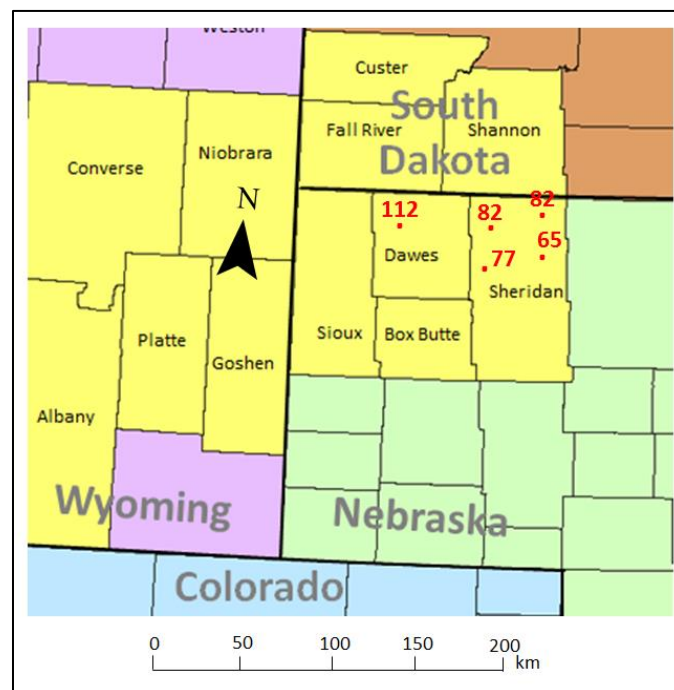 Weston
Custer
South
Fall River
Shannon
Dakota
Niobrara
Converse
N
112
82
82
65
Dawes
77
Sheridan
Sioux
Box Butte
Platte
Goshen
Albany
Wyoming
Nebraska
Colorado
0 50 100 150 200
km